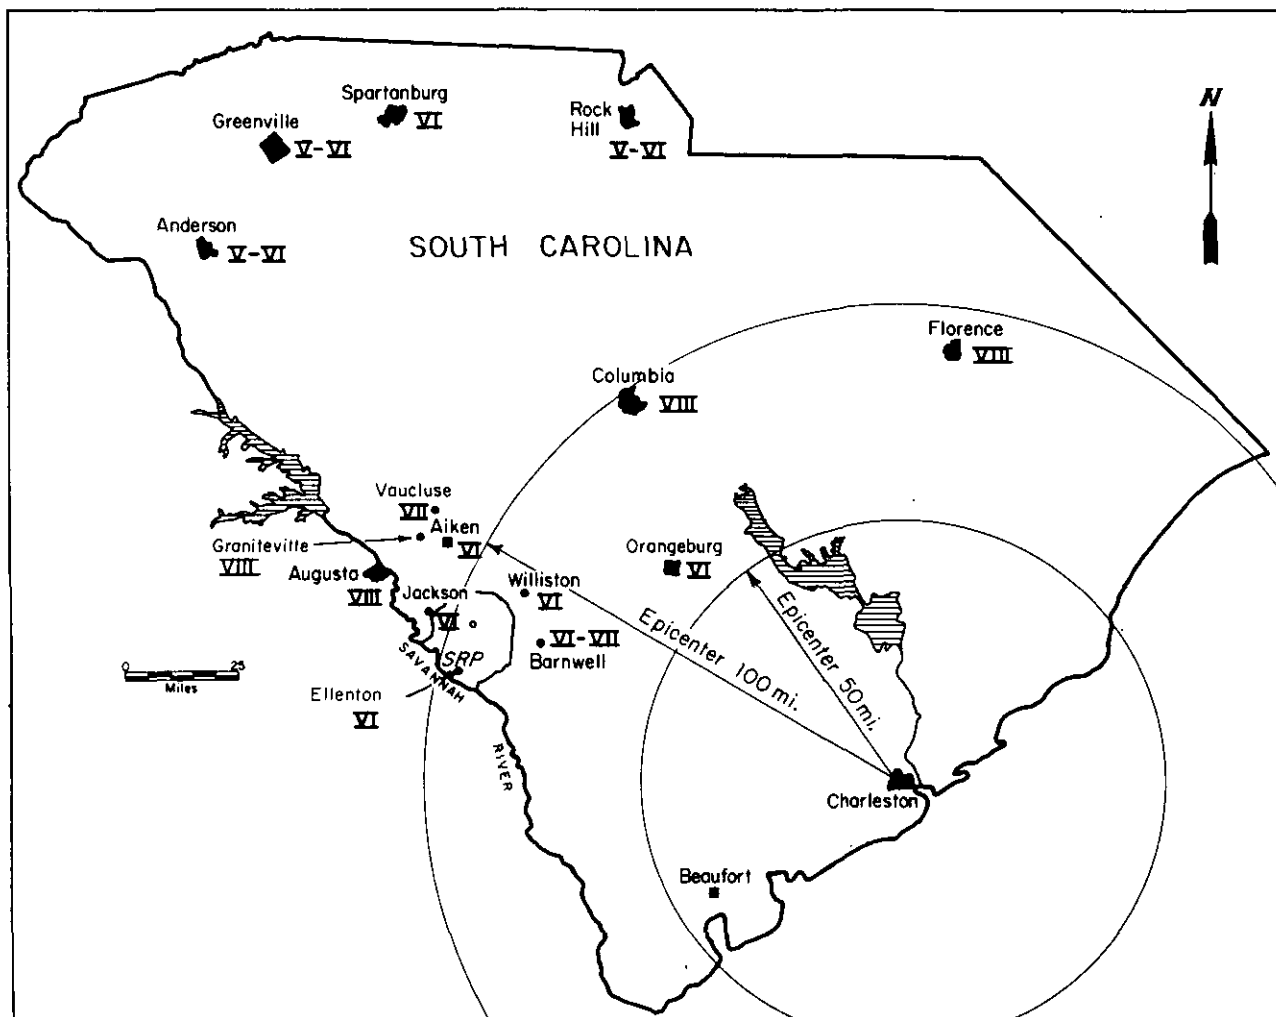 N
Spartanburg
VI
Greenville
V-VI
Rock
Hill
V-VI
Anderson
V-VI
SOUTH CAROLINA
Florence
VIII
Columbia
VIII
Vaucluse
VII
Aiken
VI
Graniteville
VIII
Augusta
VIII
Orangeburg
VI
Jackson
VI
Williston
VI
VI-VII
Barnwell
SRP
SAVANNAH
RIVER
Ellenton
VI
0 25
Miles
Epicenter 100 mi.
Epicenter 50 mi.
Charleston
Beaufort